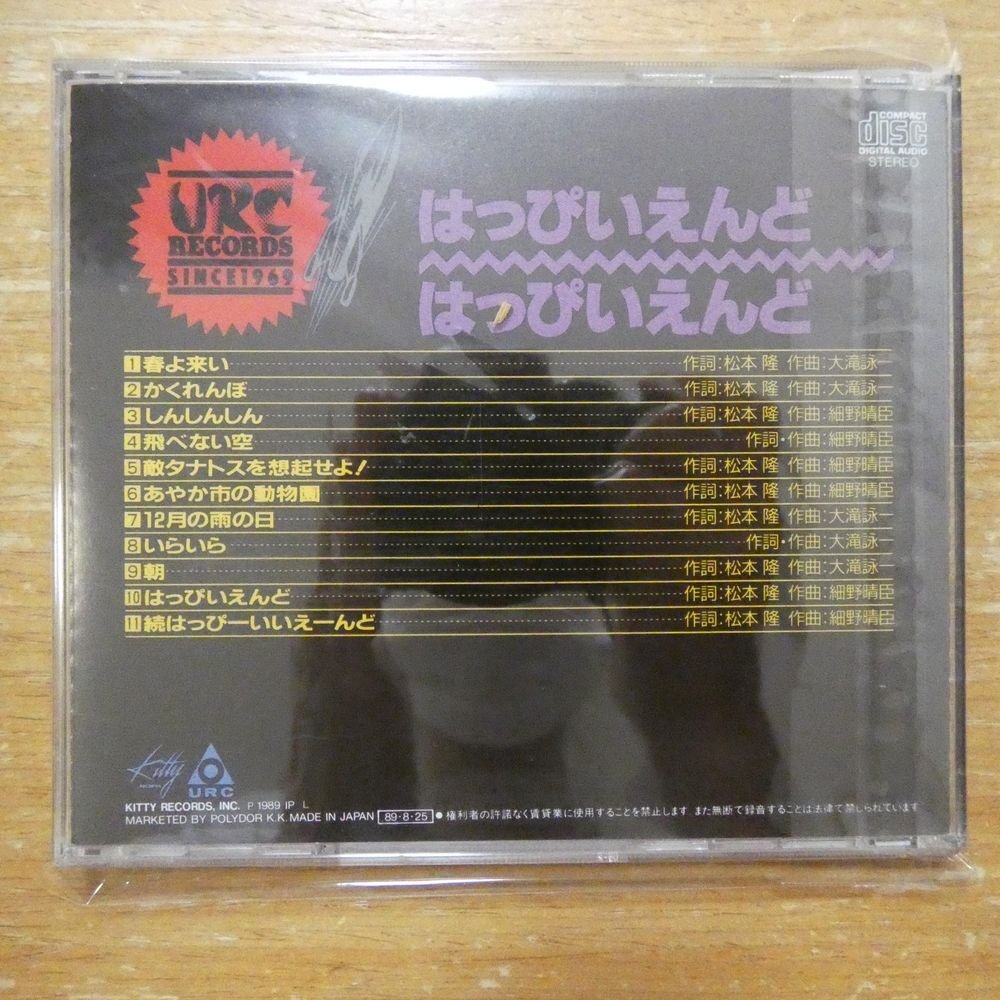 URC
RECORDS
SINCE1969
COMPACT
disc
DIGITAL AUDIO
STEREO
はっぴいえんど
はっぴいえんど
1 春よ来い 作詞:松本 隆 作曲:大滝詠一
2 かくれんぼ 作詞:松本 隆 作曲:大滝詠一
3 しんしんしん 作詞:松本 隆 作曲:細野晴臣
4 飛べない空 作詞・作曲:細野晴臣
5 敵タナトスを想起せよ! 作詞:松本 隆 作曲:細野晴臣
6 あやか市の動物園 作詞:松本 隆 作曲:細野晴臣
7 12月の雨の日 作詞:松本 隆 作曲:大滝詠一
8 いらいら 作詞・作曲:大滝詠一
9 朝 作詞:松本 隆 作曲:大滝詠一
10 はっぴいえんど 作詞:松本 隆 作曲:細野晴臣
11 続はっぴーいいえーんど 作詞:松本 隆 作曲:細野晴臣
Kitty
URC
KITTY RECORDS, INC. P 1989 IP L
MARKETED BY POLYDOR K.K. MADE IN JAPAN 89・8・25 ●権利者の許諾なく賃貸業に使用することを禁止します また無断で録音することは法律で禁じられています